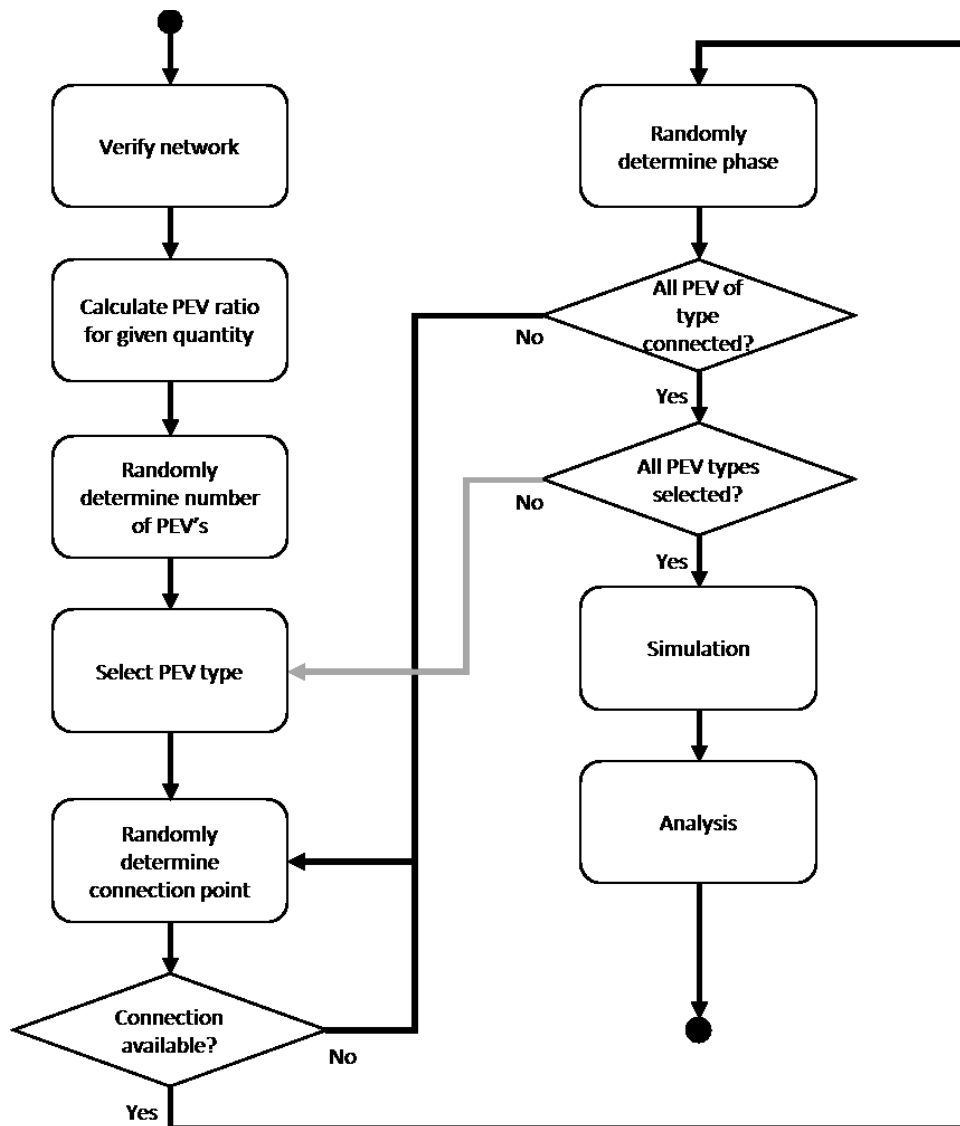 Verify network
Calculate PEV ratio
for given quantity
Randomly
determine number
of PEV's
Select PEV type
Randomly
determine
connection point
Connection
available?
No
Yes
Randomly
determine phase
All PEV of
type
connected?
No
Yes
All PEV types
selected?
No
Yes
Simulation
Analysis